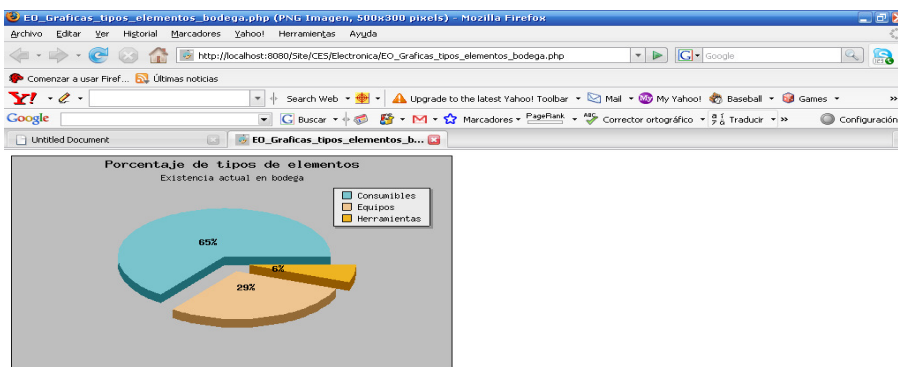 EO_Graficas_tipos_elementos_bodega.php (PNG Imagen, 500x300 pixels) - Mozilla Firefox
Archivo Editar Ver Historial Marcadores Yahoo! Herramientas Ayuda
http://localhost:8080/Site/CES/Electronica/EO_Graficas_tipos_elementos_bodega.php G Google
Comenzar a usar Firef... Últimas noticias
Y! Search Web Upgrade to the latest Yahoo! Toolbar Mail My Yahoo! Baseball Games »
Google G Buscar Marcadores PageRank ABC Corrector ortográfico Traducir » Configuración
Untitled Document EO_Graficas_tipos_elementos_b...
Porcentaje de tipos de elementos
Existencia actual en bodega
Consumibles
Equipos
Herramientas
65%
6%
29%